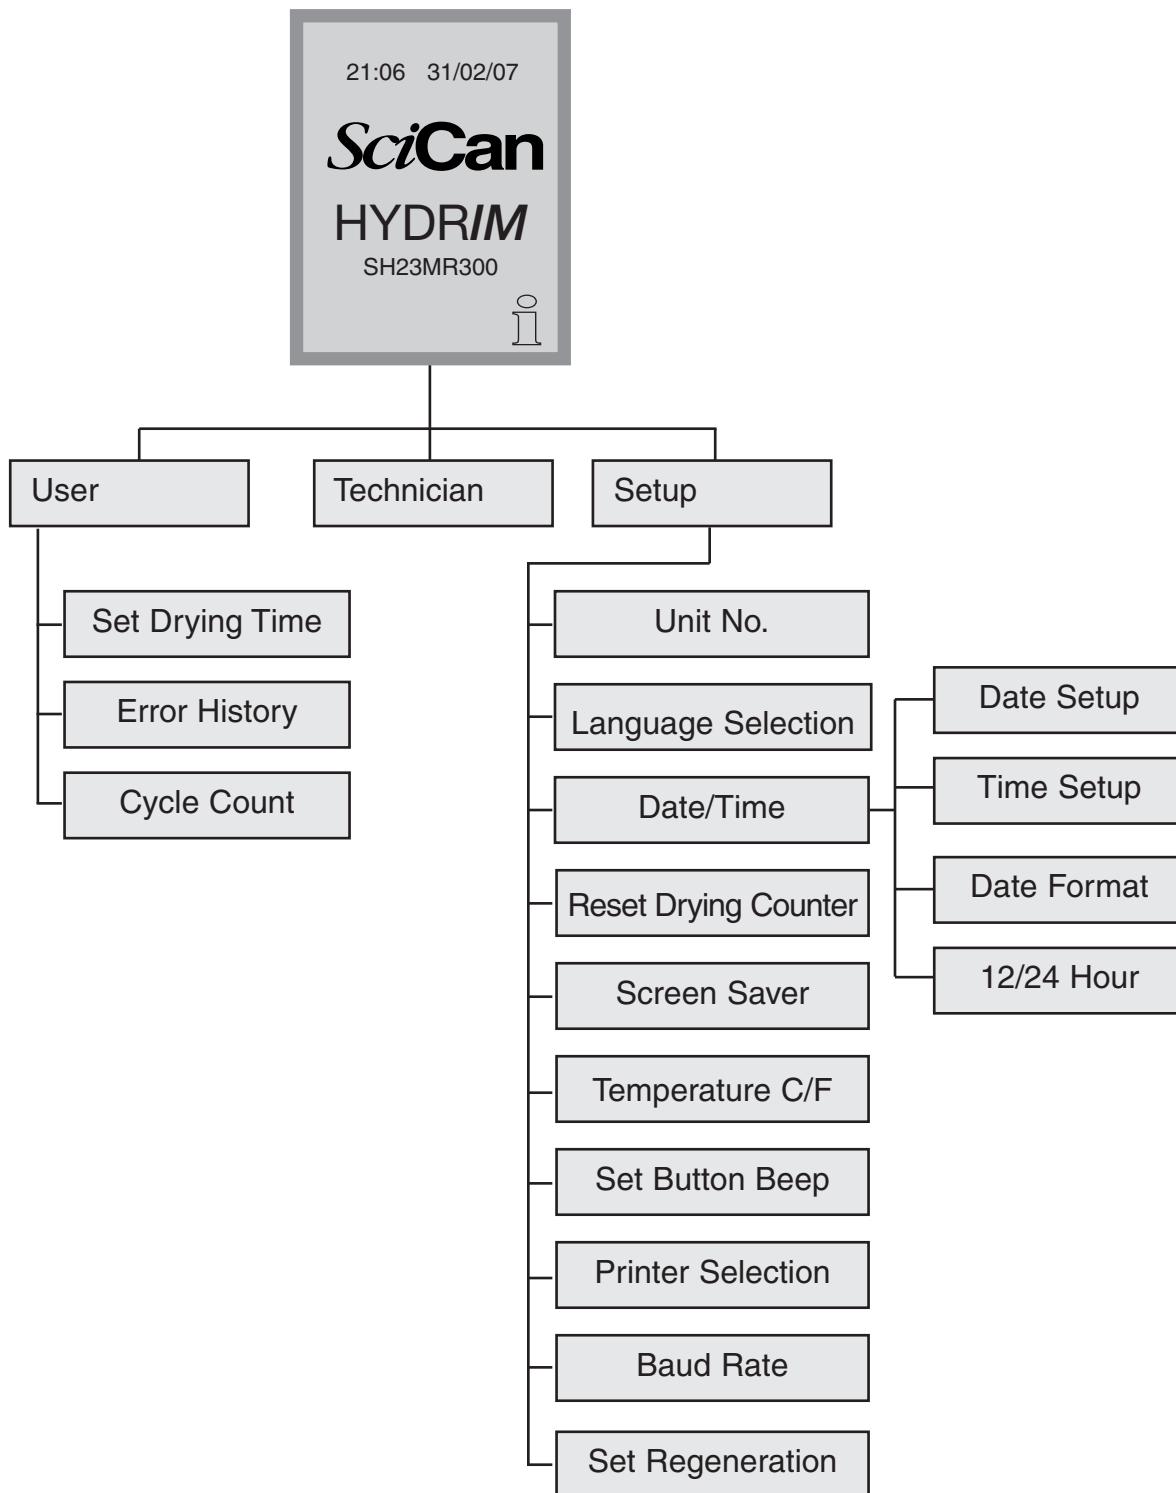 21:06 31/02/07
SciCan
HYDRIM
SH23MR300
User
Technician
Setup
Set Drying Time
Error History
Cycle Count
Unit No.
Language Selection
Date/Time
Reset Drying Counter
Screen Saver
Temperature C/F
Set Button Beep
Printer Selection
Baud Rate
Set Regeneration
Date Setup
Time Setup
Date Format
12/24 Hour